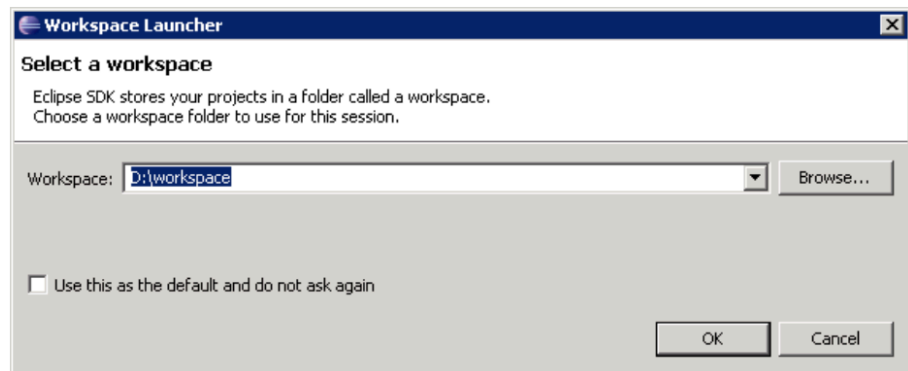 Workspace Launcher
Select a workspace
Eclipse SDK stores your projects in a folder called a workspace.
Choose a workspace folder to use for this session.
Workspace: D:\workspace Browse...
Use this as the default and do not ask again
OK Cancel